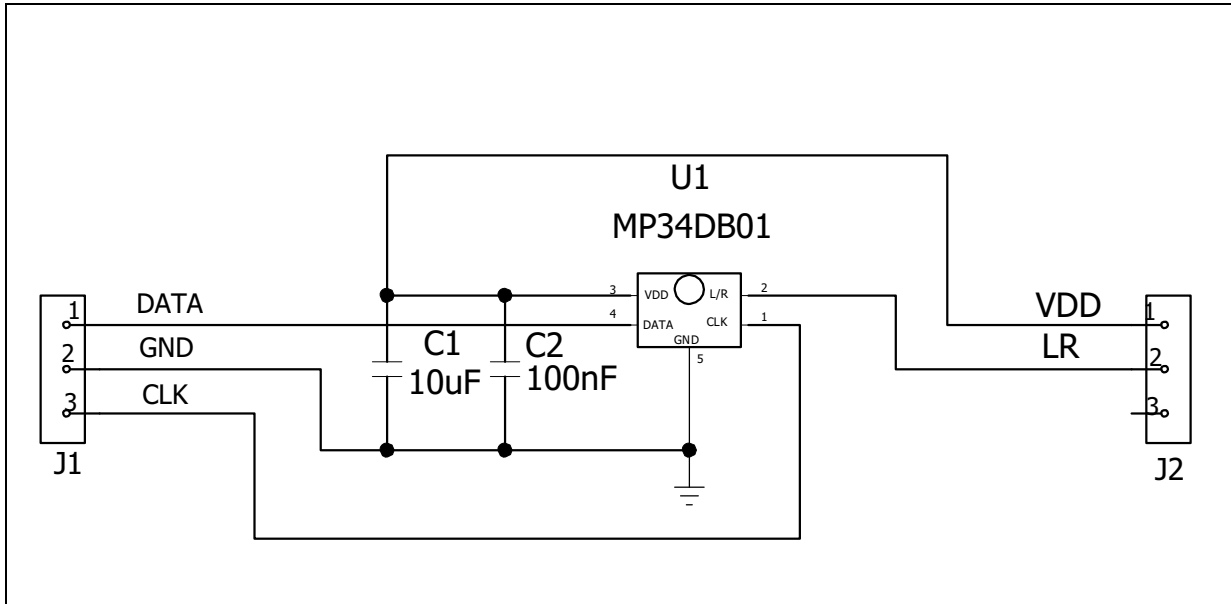 U1
MP34DB01
3
VDD
L/R
2
4
DATA
CLK
1
GND
5
1
DATA
2
GND
3
CLK
J1
C1
10uF
C2
100nF
VDD
1
LR
2
3
J2